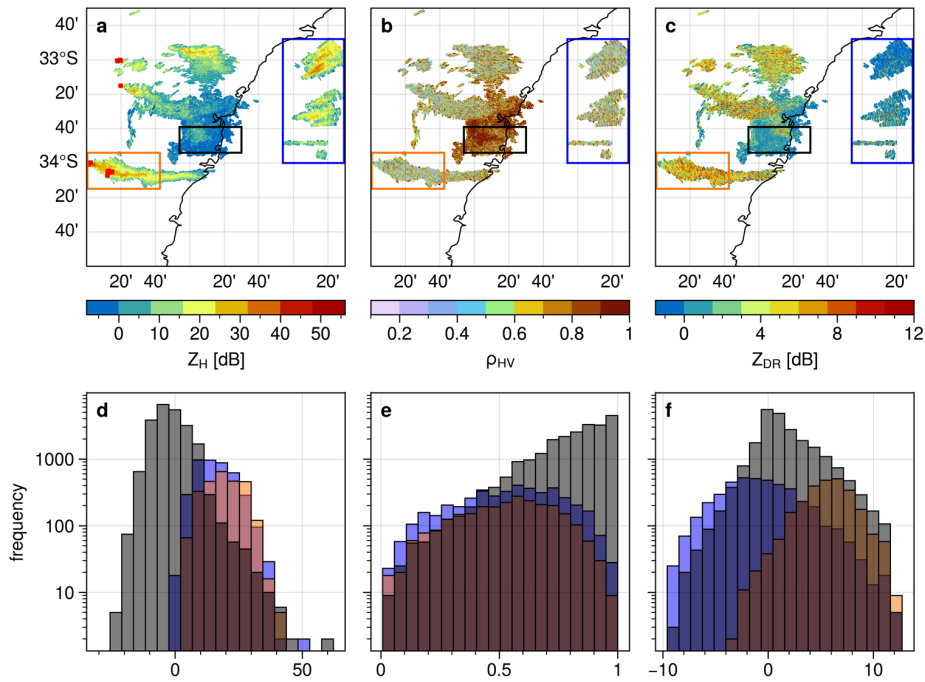 40' a b c
33°S
20'
40'
34°S
20'
40'
20' 40' 20' 40' 20' 20' 40' 20' 40' 20' 20' 40' 20' 40' 20'
0 10 20 30 40 50 0.2 0.4 0.6 0.8 1 0 4 8 12
Z_H [dB] ρ_HV Z_DR [dB]
d e f
1000
100
10
frequency
0 50 0 0.5 1 −10 0 10